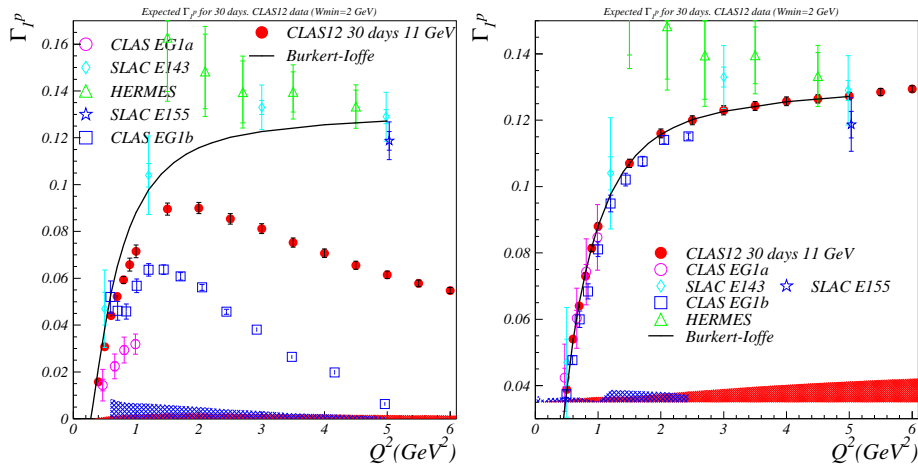 Expected Γ₁ᵖ for 30 days. CLAS12 data (Wmin=2 GeV)
Γ₁ᵖ
0.16
0.14
0.12
0.1
0.08
0.06
0.04
0.02
0
CLAS EG1a
SLAC E143
HERMES
SLAC E155
CLAS EG1b
CLAS12 30 days 11 GeV
Burkert-Ioffe
0 1 2 3 4 5 6
Q²(GeV²)
Expected Γ₁ᵖ for 30 days. CLAS12 data (Wmin=2 GeV)
Γ₁ᵖ
0.14
0.12
0.1
0.08
0.06
0.04
CLAS12 30 days 11 GeV
CLAS EG1a
SLAC E143 SLAC E155
CLAS EG1b
HERMES
Burkert-Ioffe
0 1 2 3 4 5 6
Q²(GeV²)